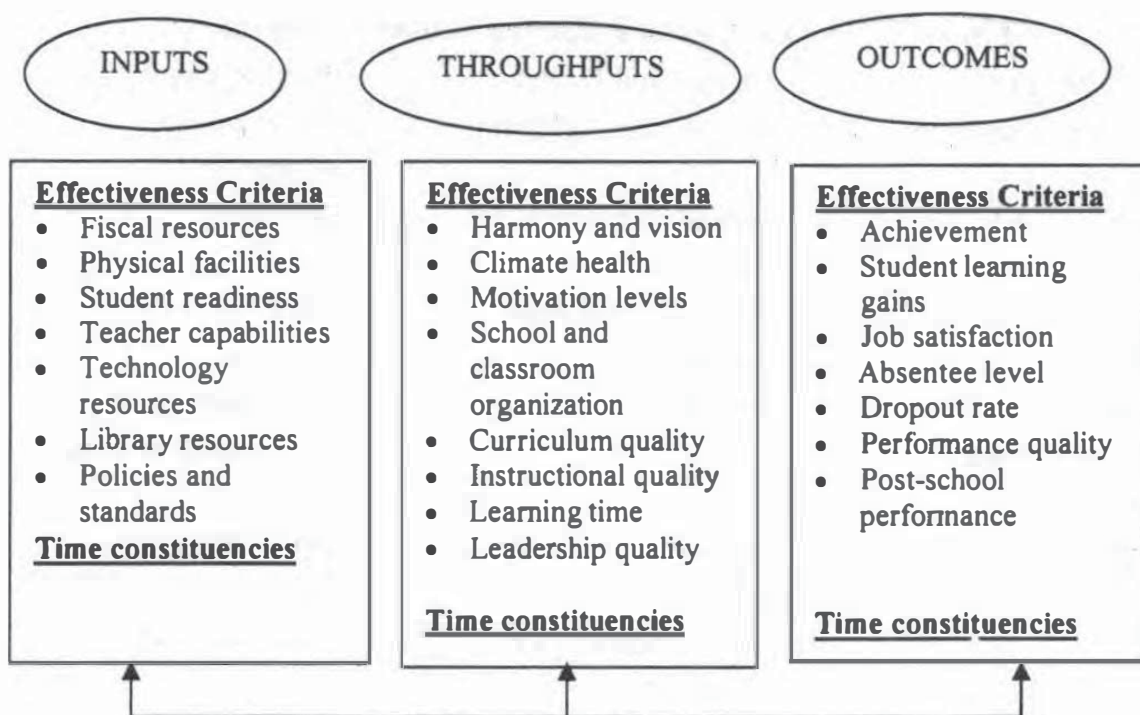 INPUTS
THROUGHPUTS
OUTCOMES
Effectiveness Criteria
• Fiscal resources
• Physical facilities
• Student readiness
• Teacher capabilities
• Technology
resources
• Library resources
• Policies and
standards
Time constituencies
Effectiveness Criteria
• Harmony and vision
• Climate health
• Motivation levels
• School and
classroom
organization
• Curriculum quality
• Instructional quality
• Learning time
• Leadership quality
Time constituencies
Effectiveness Criteria
• Achievement
• Student learning
gains
• Job satisfaction
• Absentee level
• Dropout rate
• Performance quality
• Post-school
performance
Time constituencies